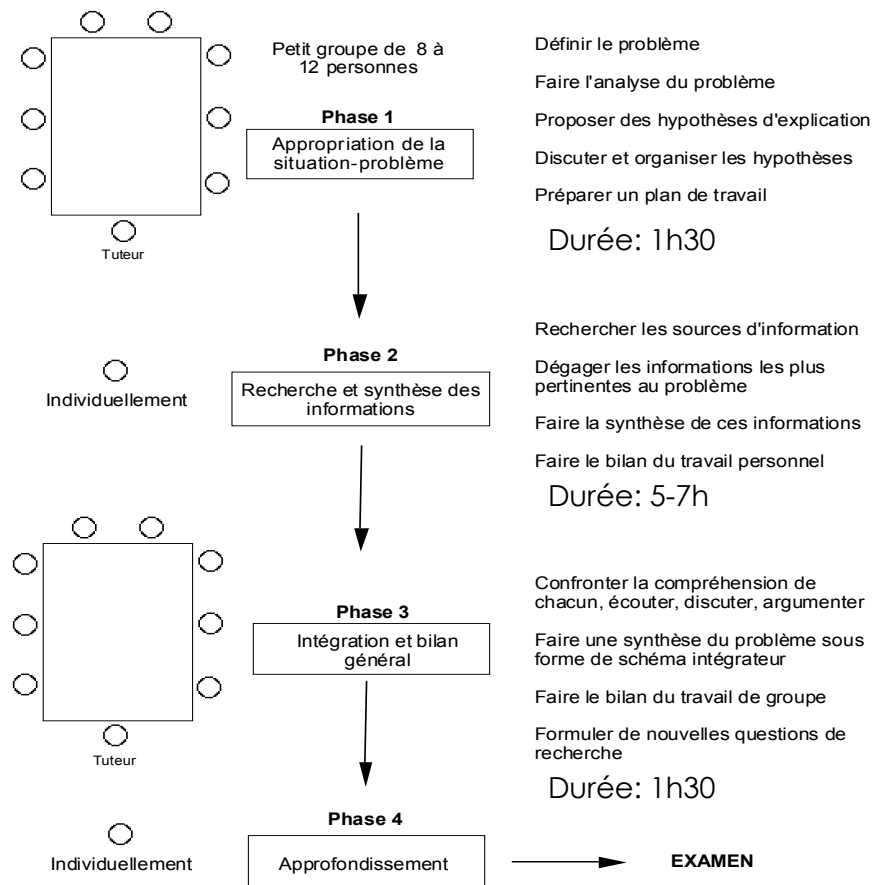 Petit groupe de 8 à
12 personnes
Phase 1
Appropriation de la
situation-problème
Tuteur
Définir le problème
Faire l'analyse du problème
Proposer des hypothèses d'explication
Discuter et organiser les hypothèses
Préparer un plan de travail
Durée: 1h30
Individuellement
Phase 2
Recherche et synthèse des
informations
Rechercher les sources d'information
Dégager les informations les plus
pertinentes au problème
Faire la synthèse de ces informations
Faire le bilan du travail personnel
Durée: 5-7h
Phase 3
Intégration et bilan
général
Tuteur
Confronter la compréhension de
chacun, écouter, discuter, argumenter
Faire une synthèse du problème sous
forme de schéma intégrateur
Faire le bilan du travail de groupe
Formuler de nouvelles questions de
recherche
Durée: 1h30
Individuellement
Phase 4
Approfondissement
EXAMEN